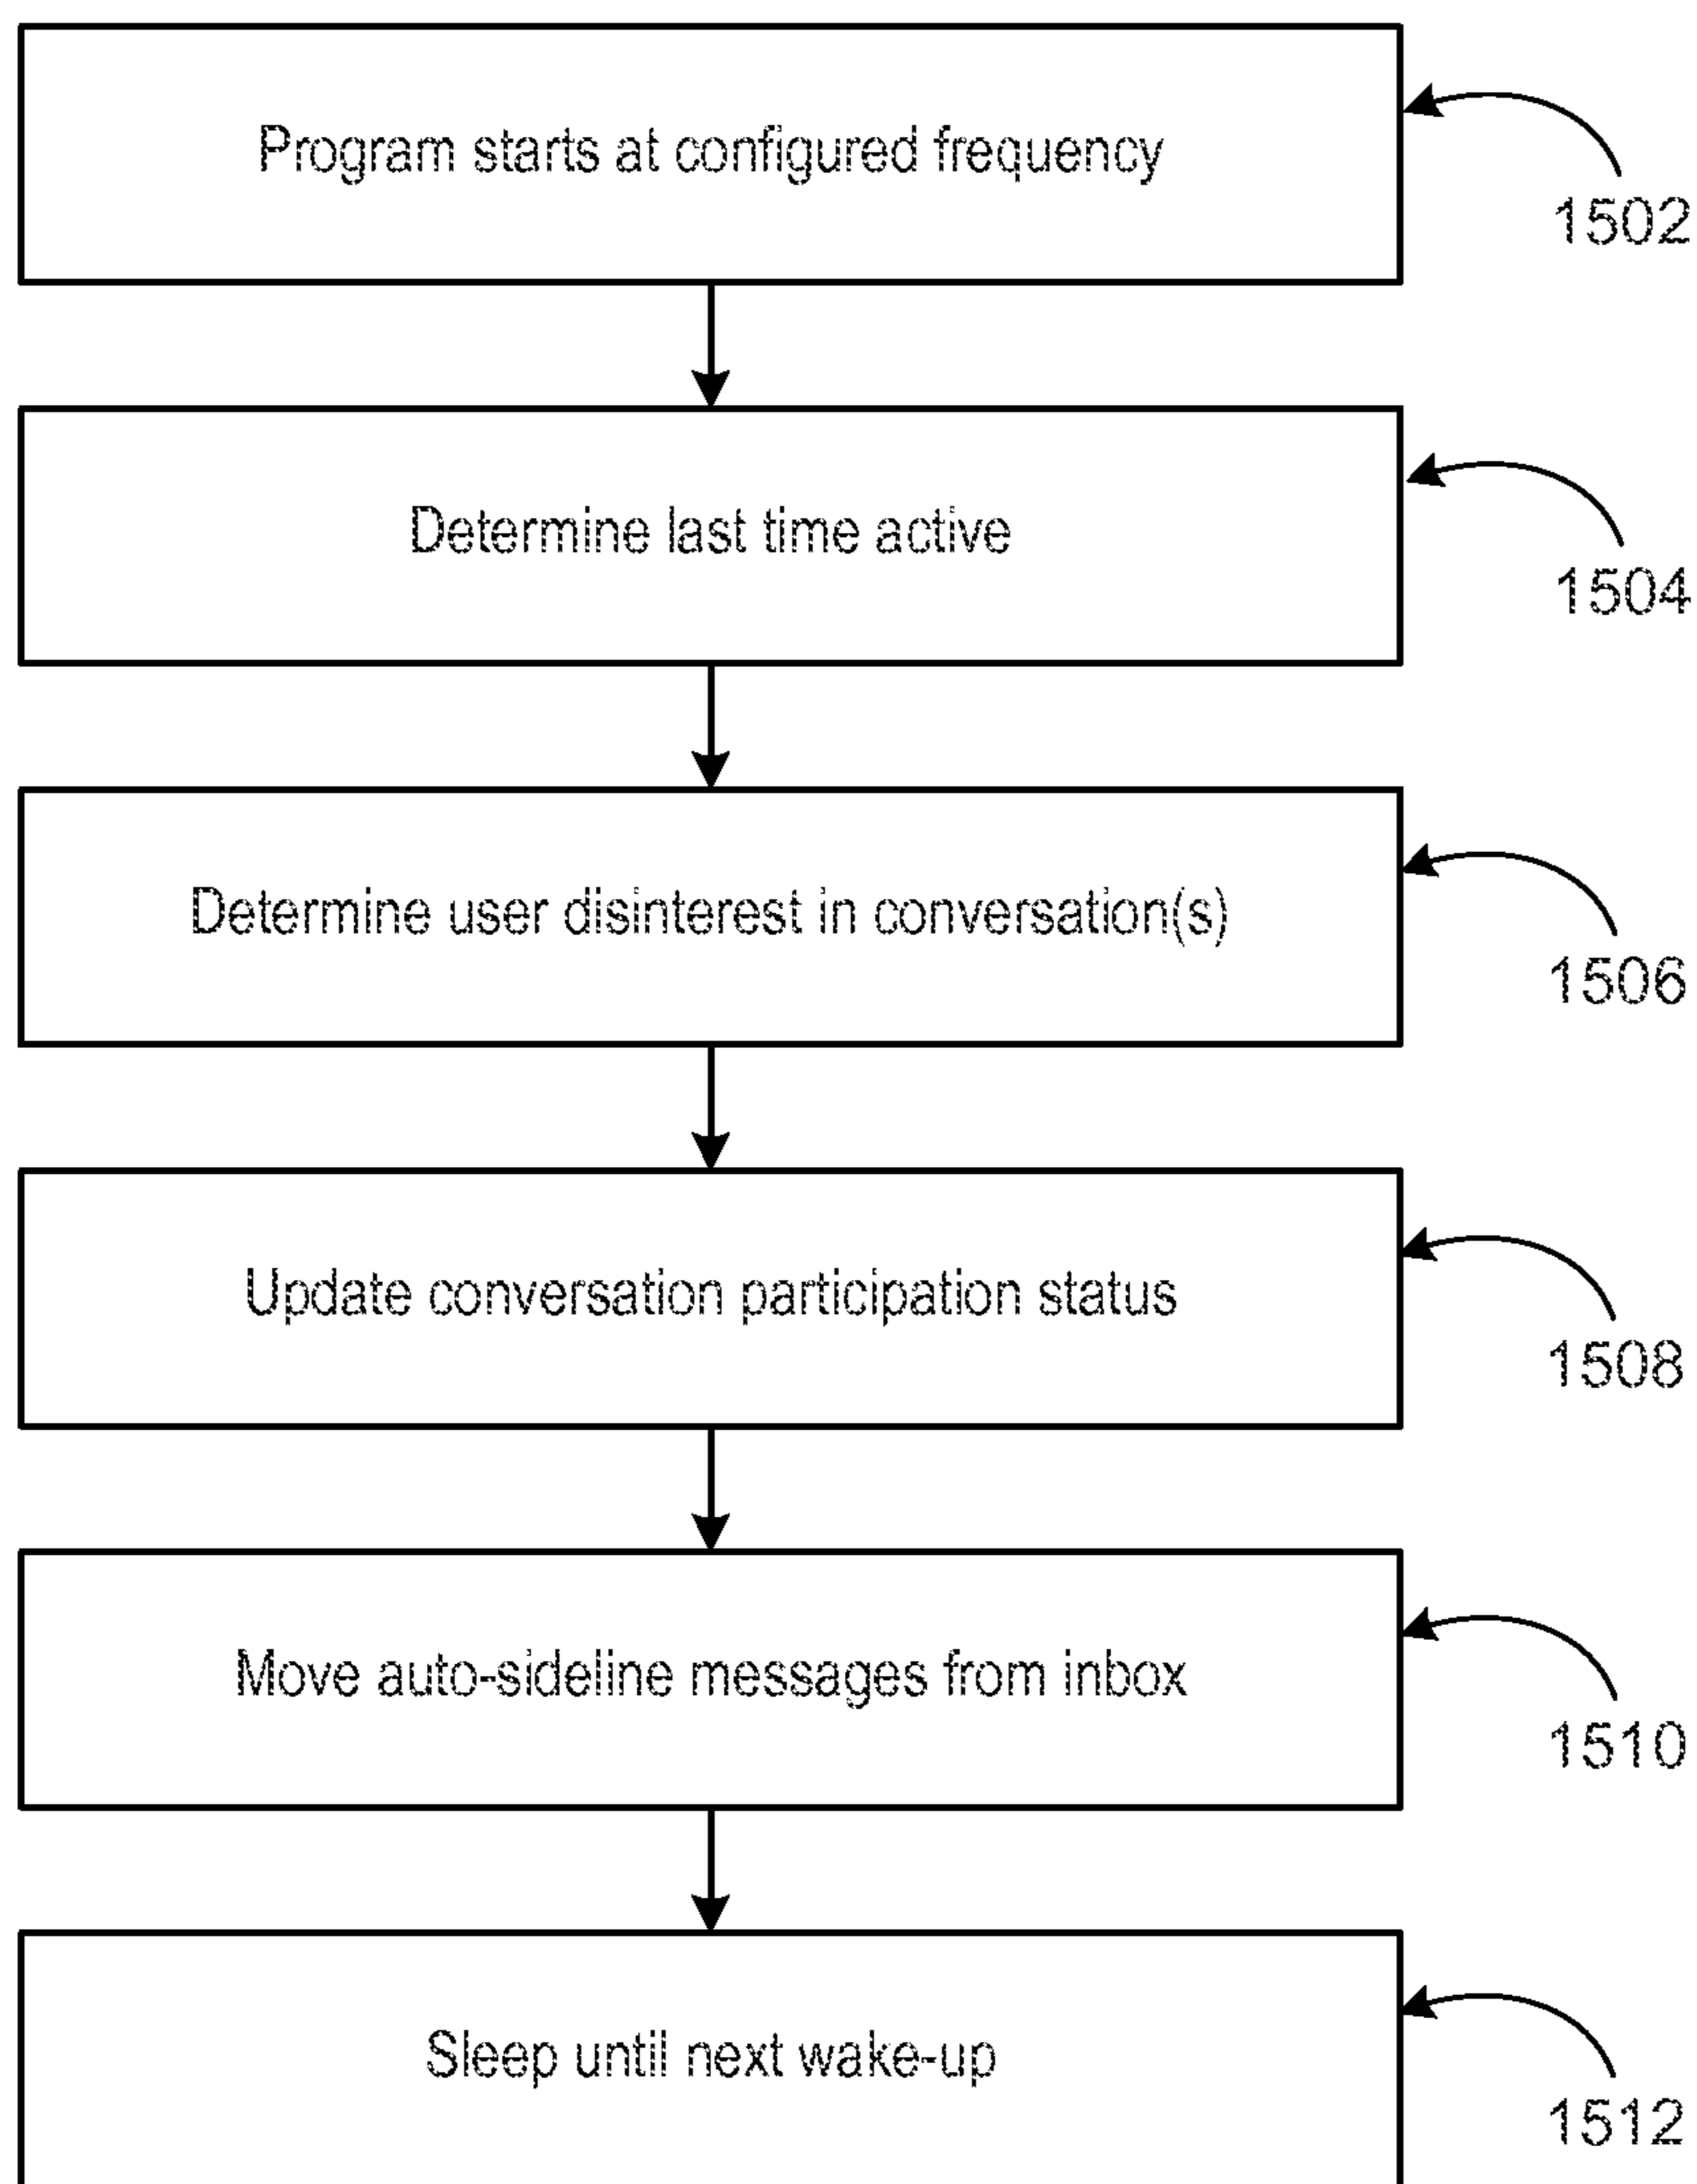 Program starts at configured frequency
1502
Determine last time active
1504
Determine user disinterest in conversation(s)
1506
Update conversation participation status
1508
Move auto-sideline messages from inbox
1510
Sleep until next wake-up
1512